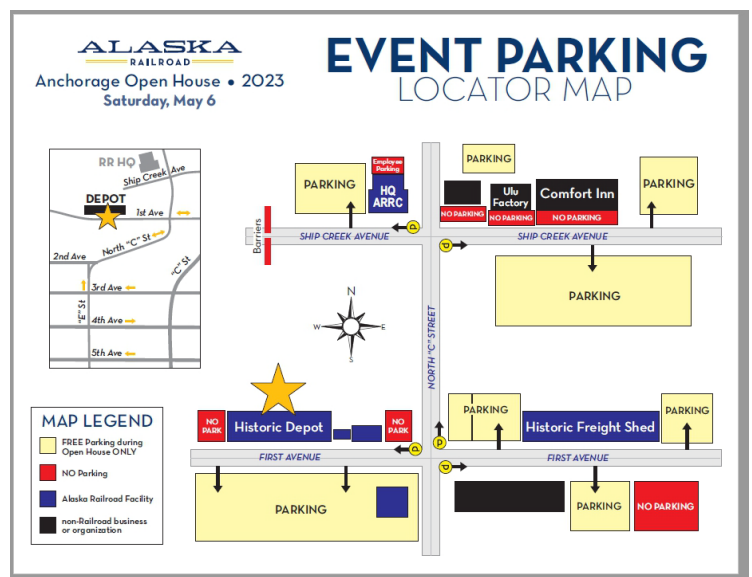 ALASKA
RAILROAD
Anchorage Open House • 2023
Saturday, May 6
EVENT PARKING
LOCATOR MAP
RR HQ
Ship Creek Ave
DEPOT
1st Ave
North "C" St
2nd Ave
"C" St
3rd Ave
"E" St
4th Ave
5th Ave
PARKING
Employee
Parking
HQ
ARRC
PARKING
Ulu
Factory
Comfort Inn
PARKING
NO PARKING
NO PARKING
NO PARKING
Barriers
P
SHIP CREEK AVENUE
P
SHIP CREEK AVENUE
PARKING
N
W
E
S
NORTH "C" STREET
MAP LEGEND
FREE Parking during
Open House ONLY
NO Parking
Alaska Railroad Facility
non-Railroad business
or organization
NO
PARK
Historic Depot
NO
PARK
PARKING
Historic Freight Shed
PARKING
P
P
FIRST AVENUE
P
FIRST AVENUE
PARKING
PARKING
NO PARKING